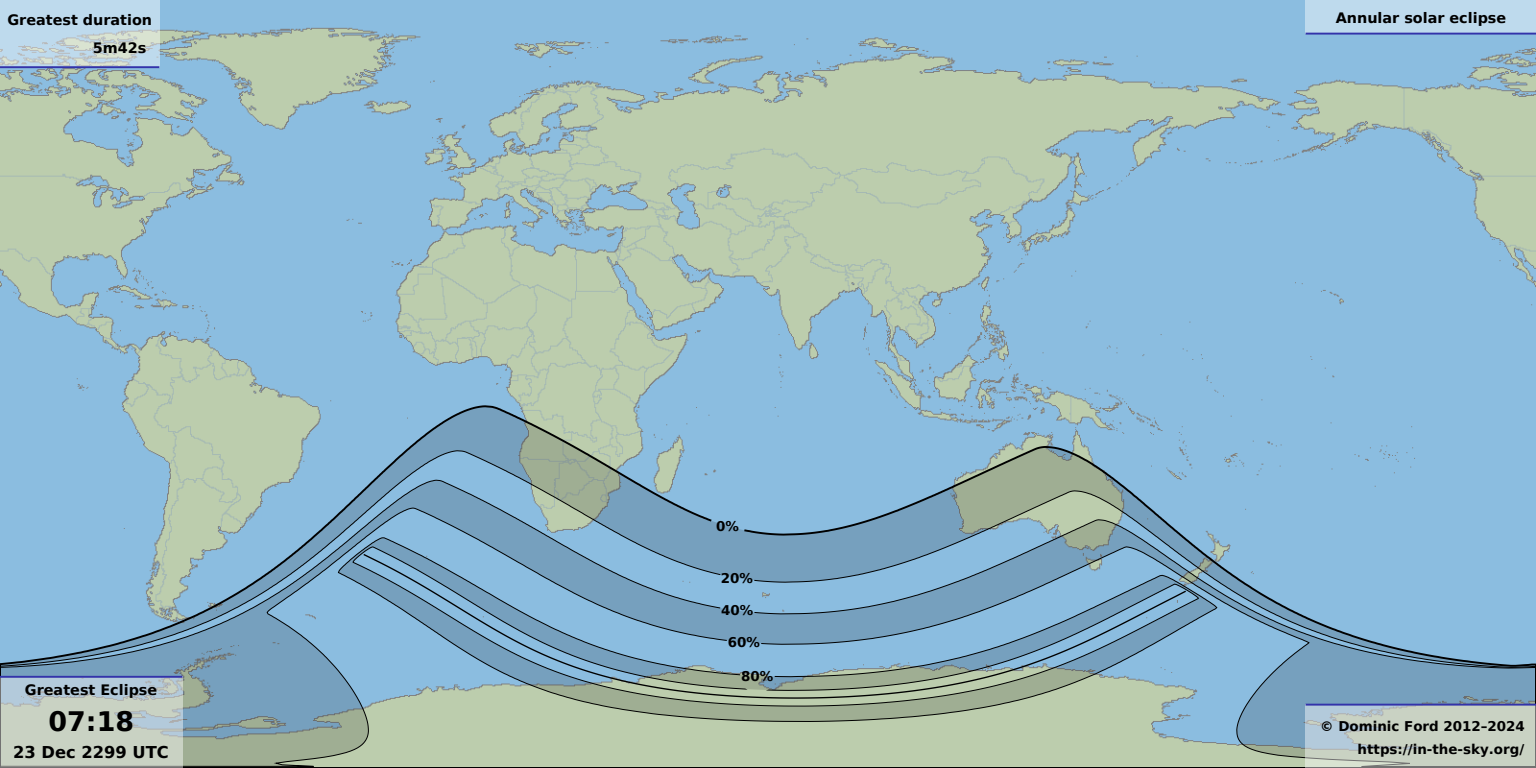 Greatest duration
5m42s
Annular solar eclipse
0%
20%
40%
60%
80%
Greatest Eclipse
07:18
23 Dec 2299 UTC
© Dominic Ford 2012–2024
https://in-the-sky.org/